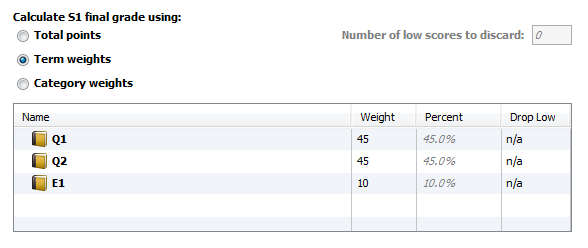 Calculate S1 final grade using:
Total points
Number of low scores to discard: 0
Term weights
Category weights
Name Weight Percent Drop Low
Q1 45 45.0% n/a
Q2 45 45.0% n/a
E1 10 10.0% n/a